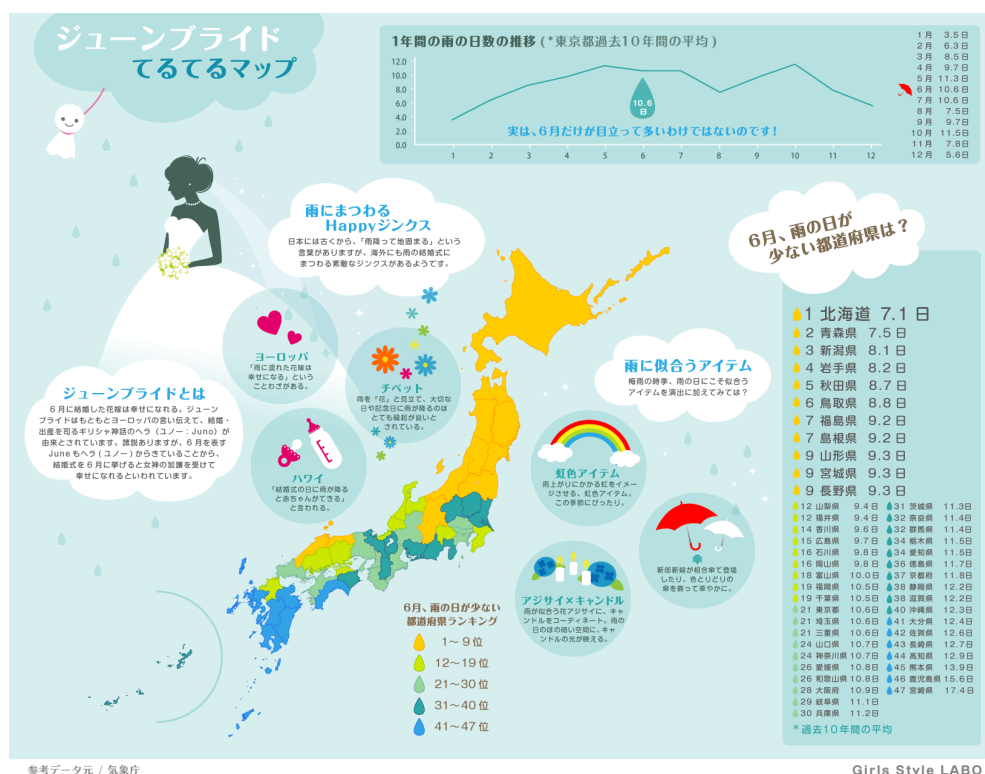 ジューンブライド
てるてるマップ
1年間の雨の日数の推移 (*東京都過去10年間の平均)
12.0
10.0
8.0
6.0
4.0
2.0
0.0
10.6
日
実は、6月だけが目立って多いわけではないのです!
1 2 3 4 5 6 7 8 9 10 11 12
1月 3.5日
2月 6.3日
3月 8.5日
4月 9.7日
5月 11.3日
6月 10.6日
7月 10.6日
8月 7.5日
9月 9.7日
10月 11.5日
11月 7.8日
12月 5.6日
雨にまつわる
Happyジンクス
日本には古くから、「雨降って地固まる」という
言葉がありますが、海外にも雨の結婚式に
まつわる素敵なジンクスがあるようです。
ヨーロッパ
「雨に濡れた花嫁は
幸せになる」という
ことわざがある。
チベット
雨を「花」と見立て、大切な
日や記念日に雨が降るのは
とても縁起が良いと
されている。
ハワイ
「結婚式の日に雨が降る
と赤ちゃんができる」
と言われる。
ジューンブライドとは
6月に結婚した花嫁は幸せになれる。ジューン
ブライドはもともとヨーロッパの言い伝えで、結婚・
出産を司るギリシャ神話のヘラ(ユノー:Juno)が
由来とされています。諸説ありますが、6月を表す
Juneもヘラ(ユノー)からきていることから、
結婚式を6月に挙げると女神の加護を受けて
幸せになれるといわれています。
雨に似合うアイテム
梅雨の時季、雨の日にこそ似合う
アイテムを演出に加えてみては?
虹色アイテム
雨上がりにかかる虹をイメー
ジさせる、虹色アイテム。
この季節にぴったり。
傘
新郎新婦が相合傘で登場
したり、色とりどりの
傘を飾って華やかに。
アジサイ×キャンドル
雨が似合う花アジサイに、キャ
ンドルをコーディネート。雨の
日のほの暗い空間に、キャ
ンドルの光が映える。
6月、雨の日が少ない
都道府県ランキング
1〜9位
12〜19位
21〜30位
31〜40位
41〜47位
6月、雨の日が
少ない都道府県は?
1 北海道 7.1日
2 青森県 7.5日
3 新潟県 8.1日
4 岩手県 8.2日
5 秋田県 8.7日
6 鳥取県 8.8日
7 福島県 9.2日
7 島根県 9.2日
9 山形県 9.3日
9 宮城県 9.3日
9 長野県 9.3日
12 山梨県 9.4日
12 福井県 9.4日
14 香川県 9.6日
15 広島県 9.7日
16 石川県 9.8日
16 岡山県 9.8日
18 富山県 10.0日
19 福岡県 10.5日
19 千葉県 10.5日
21 東京都 10.6日
21 埼玉県 10.6日
21 三重県 10.6日
24 山口県 10.7日
24 神奈川県 10.7日
26 愛媛県 10.8日
26 和歌山県 10.8日
28 大阪府 10.9日
29 岐阜県 11.1日
30 兵庫県 11.2日
31 茨城県 11.3日
32 奈良県 11.4日
32 群馬県 11.4日
34 栃木県 11.5日
34 愛知県 11.5日
36 徳島県 11.7日
37 京都府 11.8日
38 静岡県 12.2日
38 滋賀県 12.2日
40 沖縄県 12.3日
41 大分県 12.4日
42 佐賀県 12.6日
43 長崎県 12.7日
44 高知県 12.9日
45 熊本県 13.9日
46 鹿児島県 15.6日
47 宮崎県 17.4日
*過去10年間の平均
参考データ元 / 気象庁
Girls Style LABO